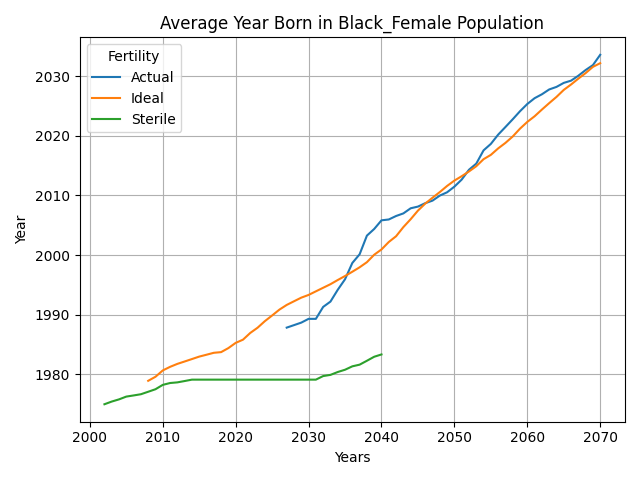 Average Year Born in Black_Female Population
Fertility
Actual
Ideal
Sterile
Year
2030
2020
2010
2000
1990
1980
2000 2010 2020 2030 2040 2050 2060 2070
Years